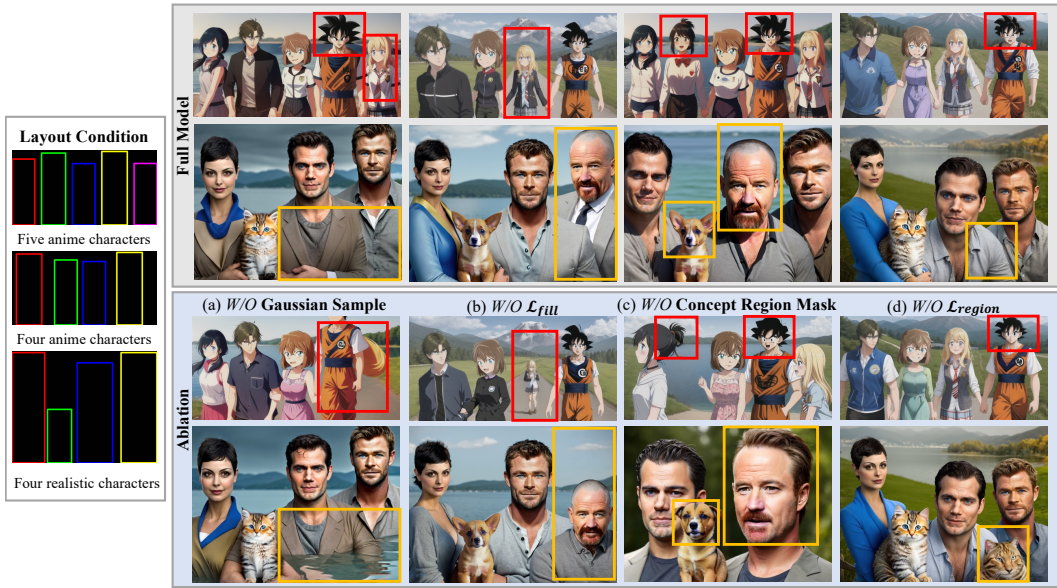 Layout Condition
Five anime characters
Four anime characters
Four realistic characters
Full Model
(a) W/O Gaussian Sample
(b) W/O ℒfill
(c) W/O Concept Region Mask
(d) W/O ℒregion
Ablation